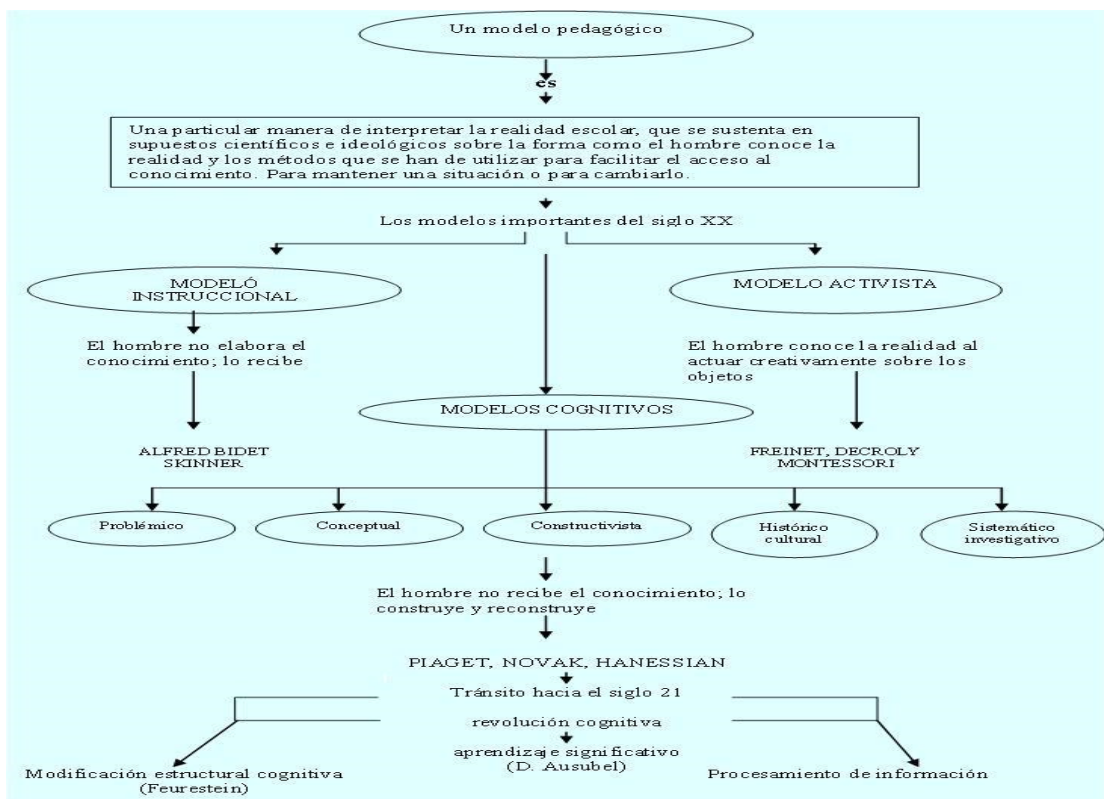 Un modelo pedagógico
es
Una particular manera de interpretar la realidad escolar, que se sustenta en
supuestos científicos e ideológicos sobre la forma como el hombre conoce la
realidad y los métodos que se han de utilizar para facilitar el acceso al
conocimiento. Para mantener una situación o para cambiarlo.
Los modelos importantes del siglo XX
MODELÓ
INSTRUCCIONAL
MODELO ACTIVISTA
El hombre no elabora el
conocimiento; lo recibe
El hombre conoce la realidad al
actuar creativamente sobre los
objetos
MODELOS COGNITIVOS
ALFRED BIDET
SKINNER
FREINET, DECROLY
MONTESSORI
Problémico
Conceptual
Constructivista
Histórico
cultural
Sistemático
investigativo
El hombre no recibe el conocimiento; lo
construye y reconstruye
PIAGET, NOVAK, HANESSIAN
Tránsito hacia el siglo 21
revolución cognitiva
aprendizaje significativo
(D. Ausubel)
Modificación estructural cognitiva
(Feurestein)
Procesamiento de información